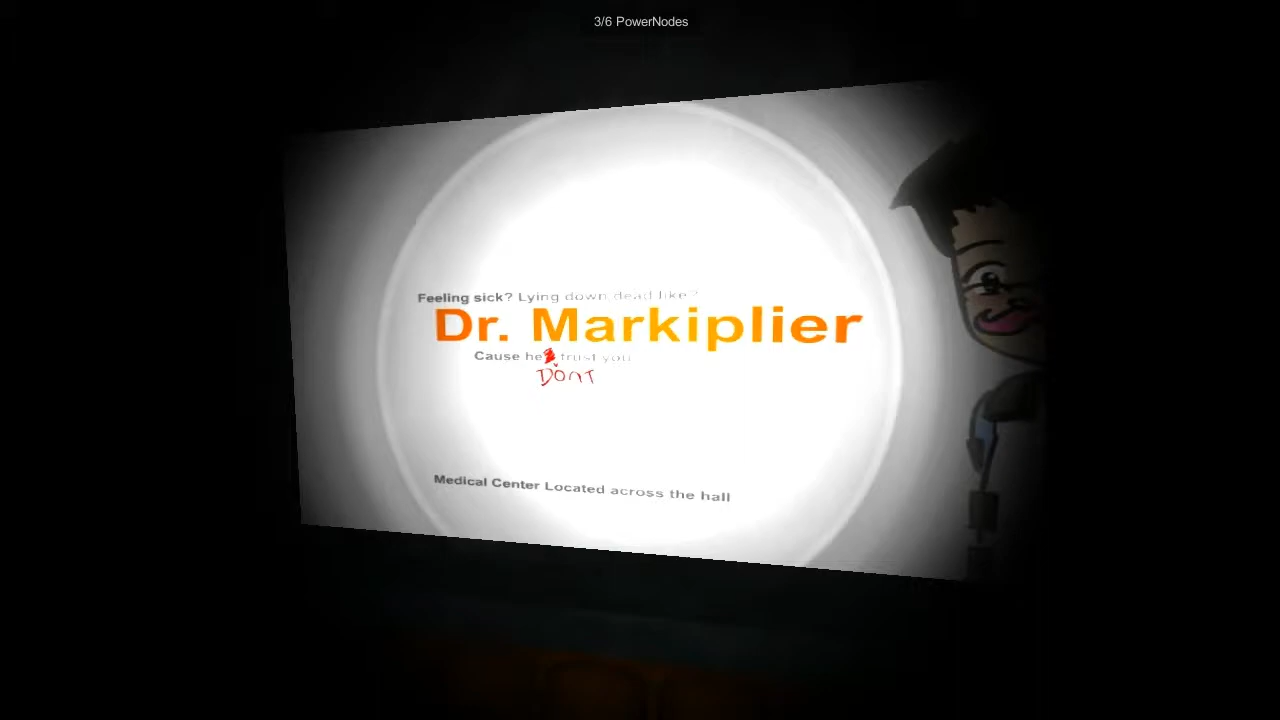 3/6 PowerNodes
Feeling sick? Lying down,dead like?
Dr. Markiplier
Cause he trust you
DONT
Medical Center Located across the hall